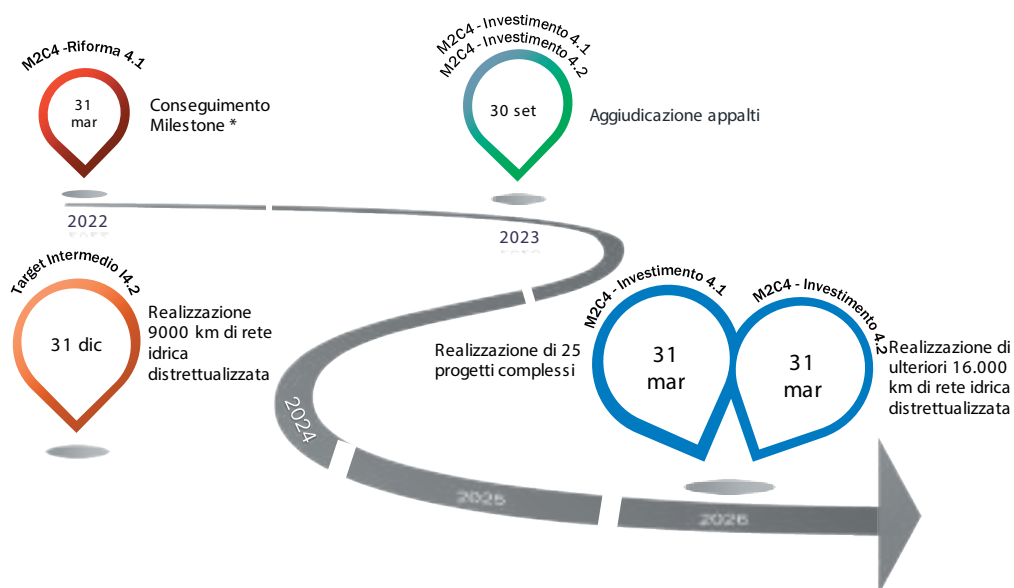 M2C4 -Riforma 4.1
31
mar
Conseguimento
Milestone *
M2C4 - Investimento 4.1
M2C4 - Investimento 4.2
30 set
Aggiudicazione appalti
2022
2023
Target Intermedio I4.2
31 dic
Realizzazione
9000 km di rete
idrica
distrettualizzata
2024
M2C4 - Investimento 4.1
31
mar
Realizzazione di 25
progetti complessi
M2C4 - Investimento 4.2
31
mar
Realizzazione di
ulteriori 16.000
km di rete idrica
distrettualizzata
2025
2026